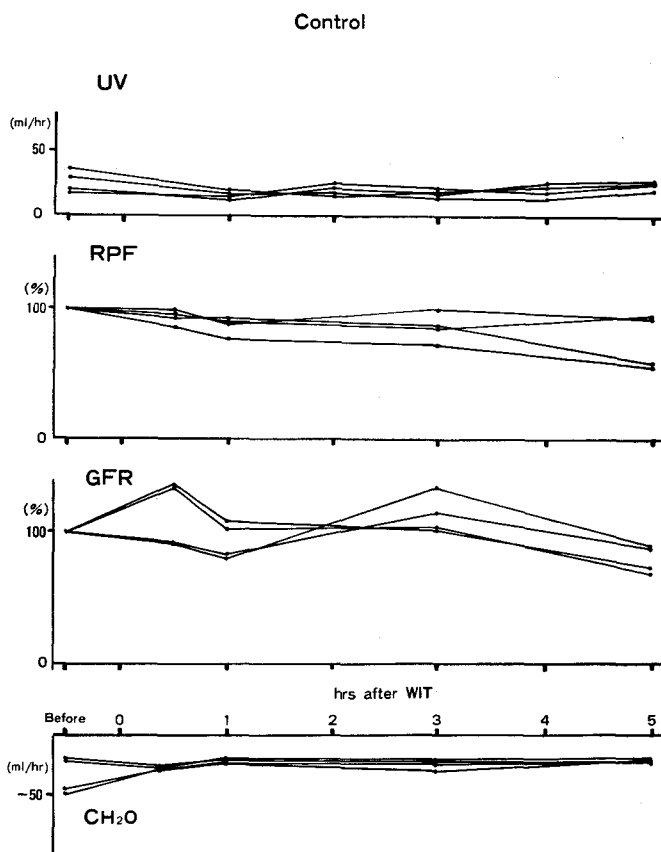 Control
UV
(ml/hr)
50
0
RPF
(%)
100
0
GFR
(%)
100
0
hrs after WIT
Before 0 1 2 3 4 5
(ml/hr)
-50
CH₂O